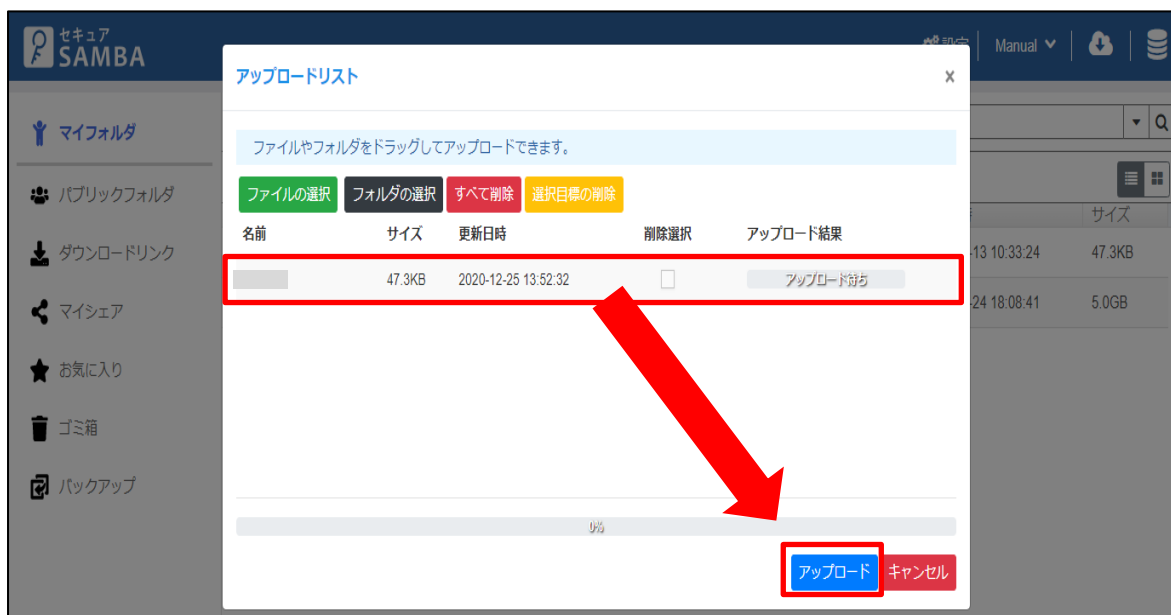 セキュア
SAMBA
設定
Manual
アップロードリスト
×
マイフォルダ
パブリックフォルダ
ダウンロードリンク
マイシェア
お気に入り
ゴミ箱
バックアップ
ファイルやフォルダをドラッグしてアップロードできます。
ファイルの選択 フォルダの選択 すべて削除 選択目標の削除
名前 サイズ 更新日時 削除選択 アップロード結果
47.3KB 2020-12-25 13:52:32 アップロード待ち
サイズ
-13 10:33:24 47.3KB
-24 18:08:41 5.0GB
0%
アップロード キャンセル